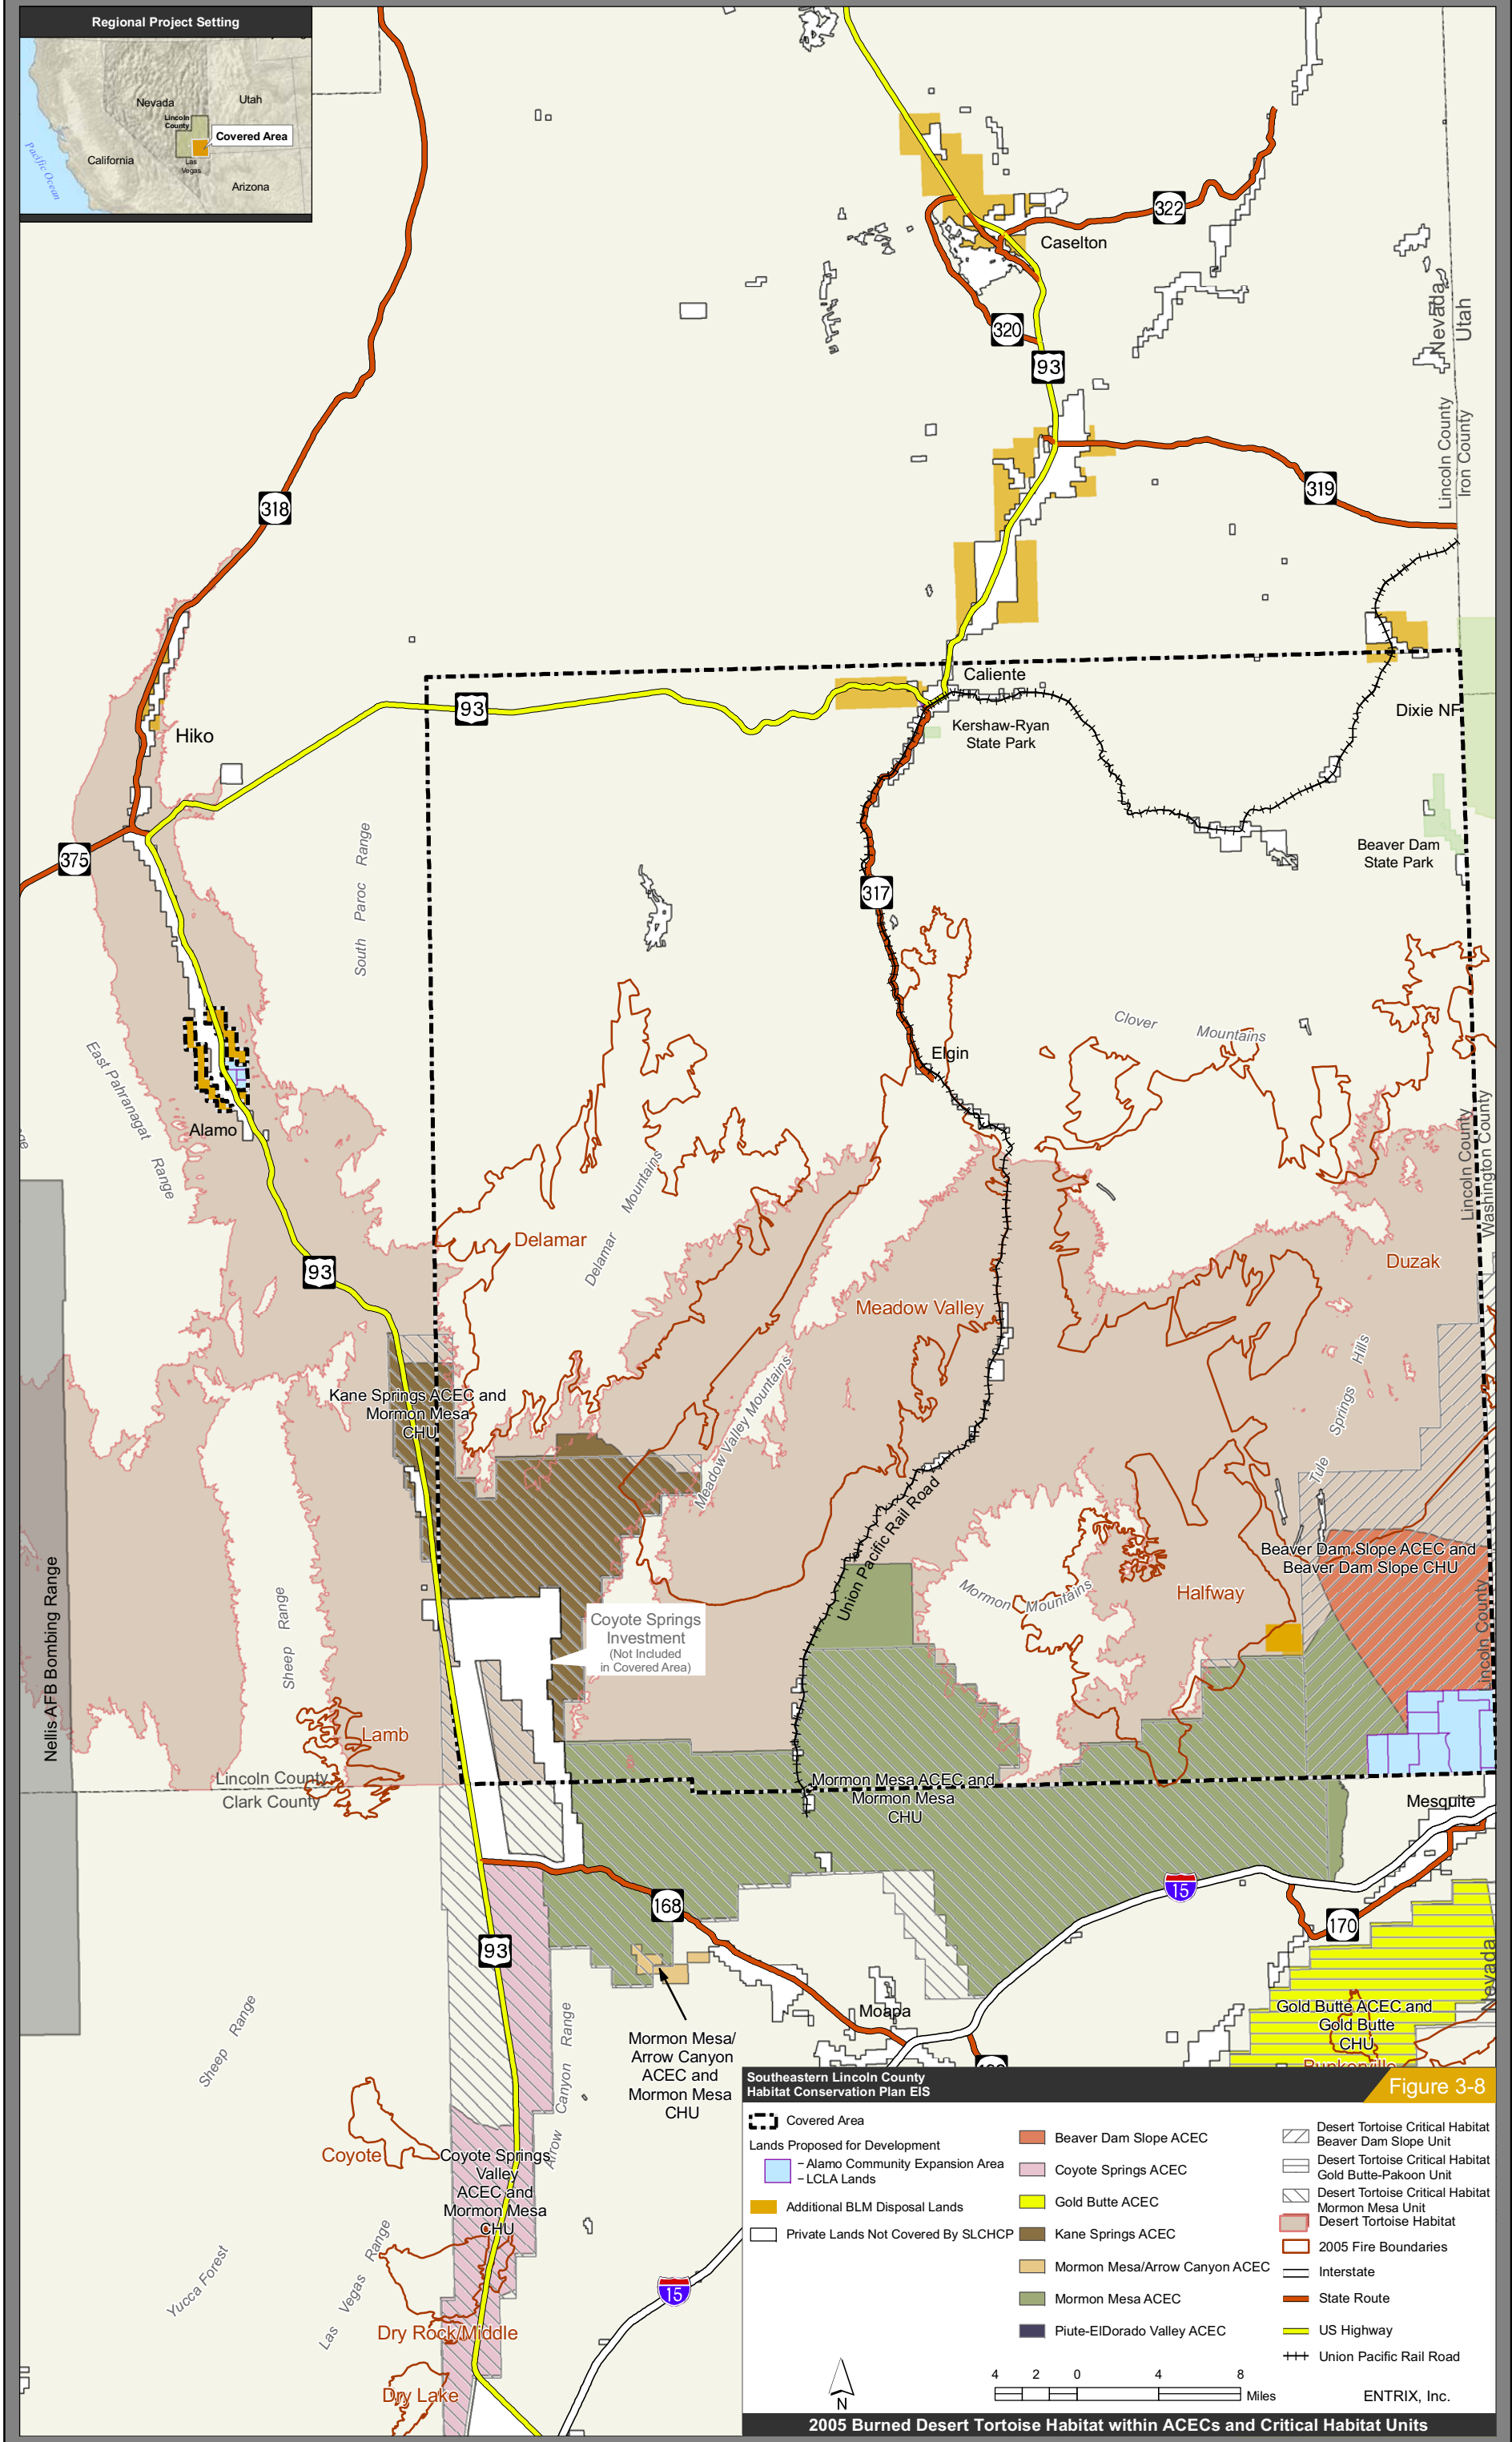 Regional Project Setting
Nevada
Utah
Lincoln
County
Covered Area
California
Las
Vegas
Arizona
Pacific Ocean
322
Caselton
320
93
Nevada
Utah
Lincoln County
Iron County
319
318
Caliente
93
Kershaw-Ryan
State Park
Dixie NF
Hiko
375
South Paroc Range
317
Beaver Dam
State Park
Clover Mountains
Elgin
East Pahranagat Range
Alamo
Lincoln County
Washington County
Delamar
Delamar Mountains
93
Duzak
Meadow Valley
Kane Springs ACEC and
Mormon Mesa
CHU
Meadow Valley Mountains
Tule Springs Hills
Union Pacific Rail Road
Beaver Dam Slope ACEC and
Beaver Dam Slope CHU
Mormon Mountains
Halfway
Coyote Springs
Investment
(Not Included
in Covered Area)
Nellis AFB Bombing Range
Sheep Range
Lincoln County
Lamb
Lincoln County
Clark County
Mormon Mesa ACEC and
Mormon Mesa
CHU
Mesquite
15
168
170
93
Nevada
Moapa
Gold Butte ACEC and
Gold Butte
CHU
Bunkerville
Sheep Range
Arrow Canyon Range
Mormon Mesa/
Arrow Canyon
ACEC and
Mormon Mesa
CHU
Coyote
Coyote Springs
Valley
ACEC and
Mormon Mesa
CHU
Yucca Forest
Las Vegas Range
15
Dry Rock/Middle
Dry Lake
Southeastern Lincoln County
Habitat Conservation Plan EIS
Figure 3-8
Covered Area
Lands Proposed for Development
– Alamo Community Expansion Area
– LCLA Lands
Additional BLM Disposal Lands
Private Lands Not Covered By SLCHCP
Beaver Dam Slope ACEC
Coyote Springs ACEC
Gold Butte ACEC
Kane Springs ACEC
Mormon Mesa/Arrow Canyon ACEC
Mormon Mesa ACEC
Piute-ElDorado Valley ACEC
Desert Tortoise Critical Habitat
Beaver Dam Slope Unit
Desert Tortoise Critical Habitat
Gold Butte-Pakoon Unit
Desert Tortoise Critical Habitat
Mormon Mesa Unit
Desert Tortoise Habitat
2005 Fire Boundaries
Interstate
State Route
US Highway
Union Pacific Rail Road
N
4 2 0 4 8
Miles
ENTRIX, Inc.
2005 Burned Desert Tortoise Habitat within ACECs and Critical Habitat Units